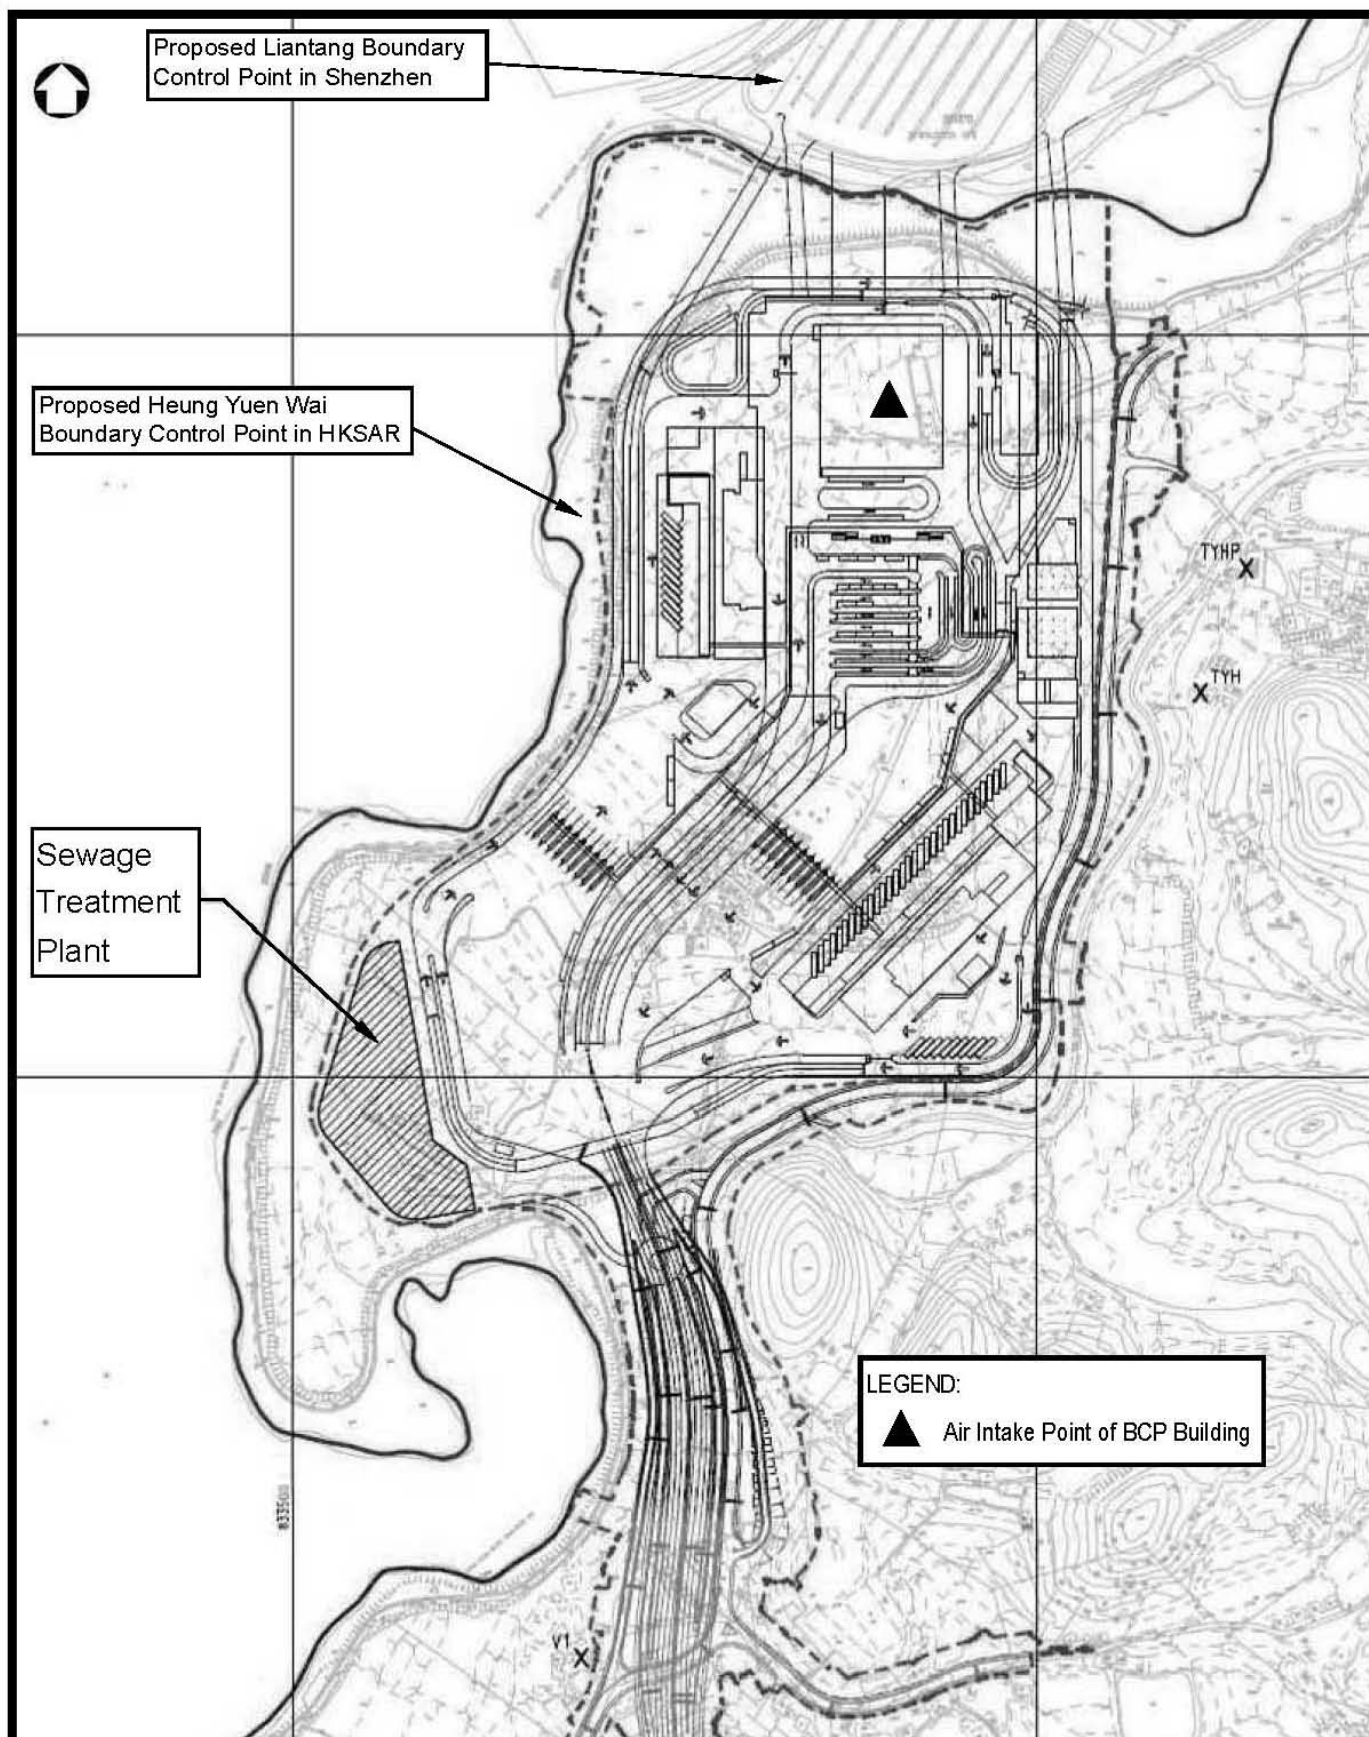 Proposed Liantang Boundary
Control Point in Shenzhen
Proposed Heung Yuen Wai
Boundary Control Point in HKSAR
TYHP
TYH
Sewage
Treatment
Plant
LEGEND:
Air Intake Point of BCP Building
V1